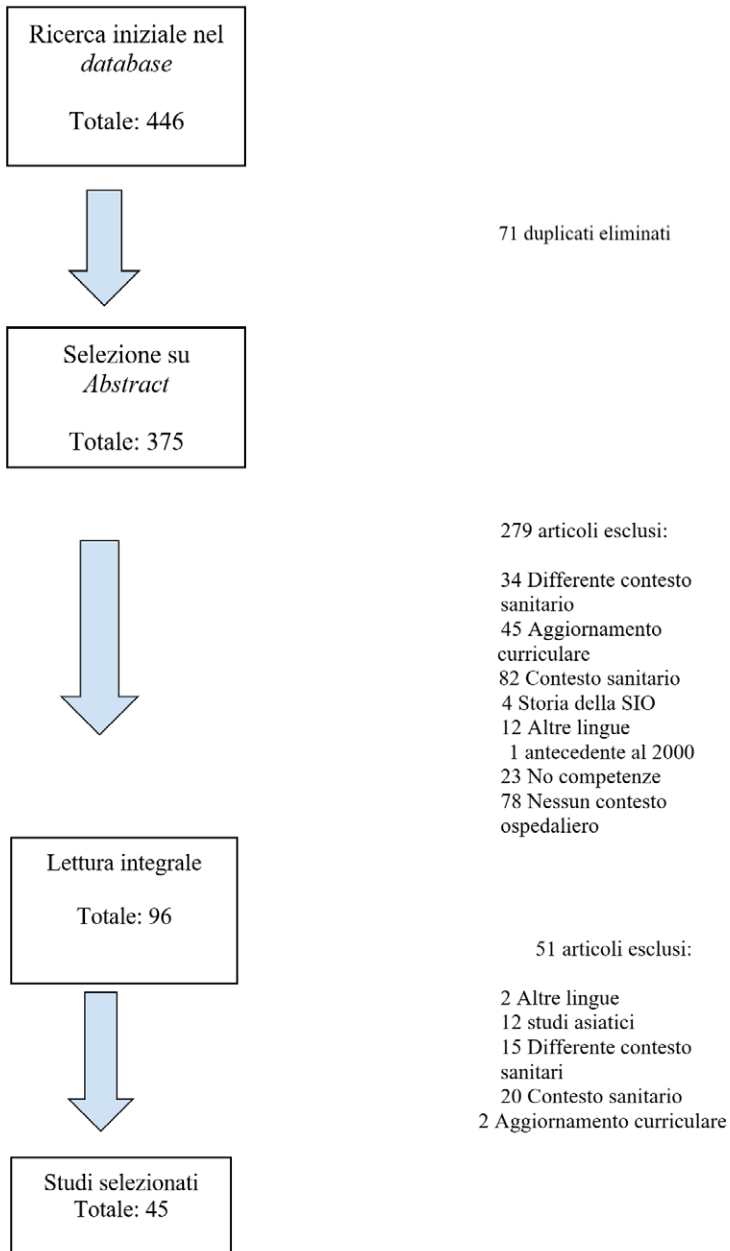 Ricerca iniziale nel
database
Totale: 446
71 duplicati eliminati
Selezione su
Abstract
Totale: 375
279 articoli esclusi:
34 Differente contesto
sanitario
45 Aggiornamento
curriculare
82 Contesto sanitario
4 Storia della SIO
12 Altre lingue
1 antecedente al 2000
23 No competenze
78 Nessun contesto
ospedaliero
Lettura integrale
Totale: 96
51 articoli esclusi:
2 Altre lingue
12 studi asiatici
15 Differente contesto
sanitari
20 Contesto sanitario
2 Aggiornamento curriculare
Studi selezionati
Totale: 45